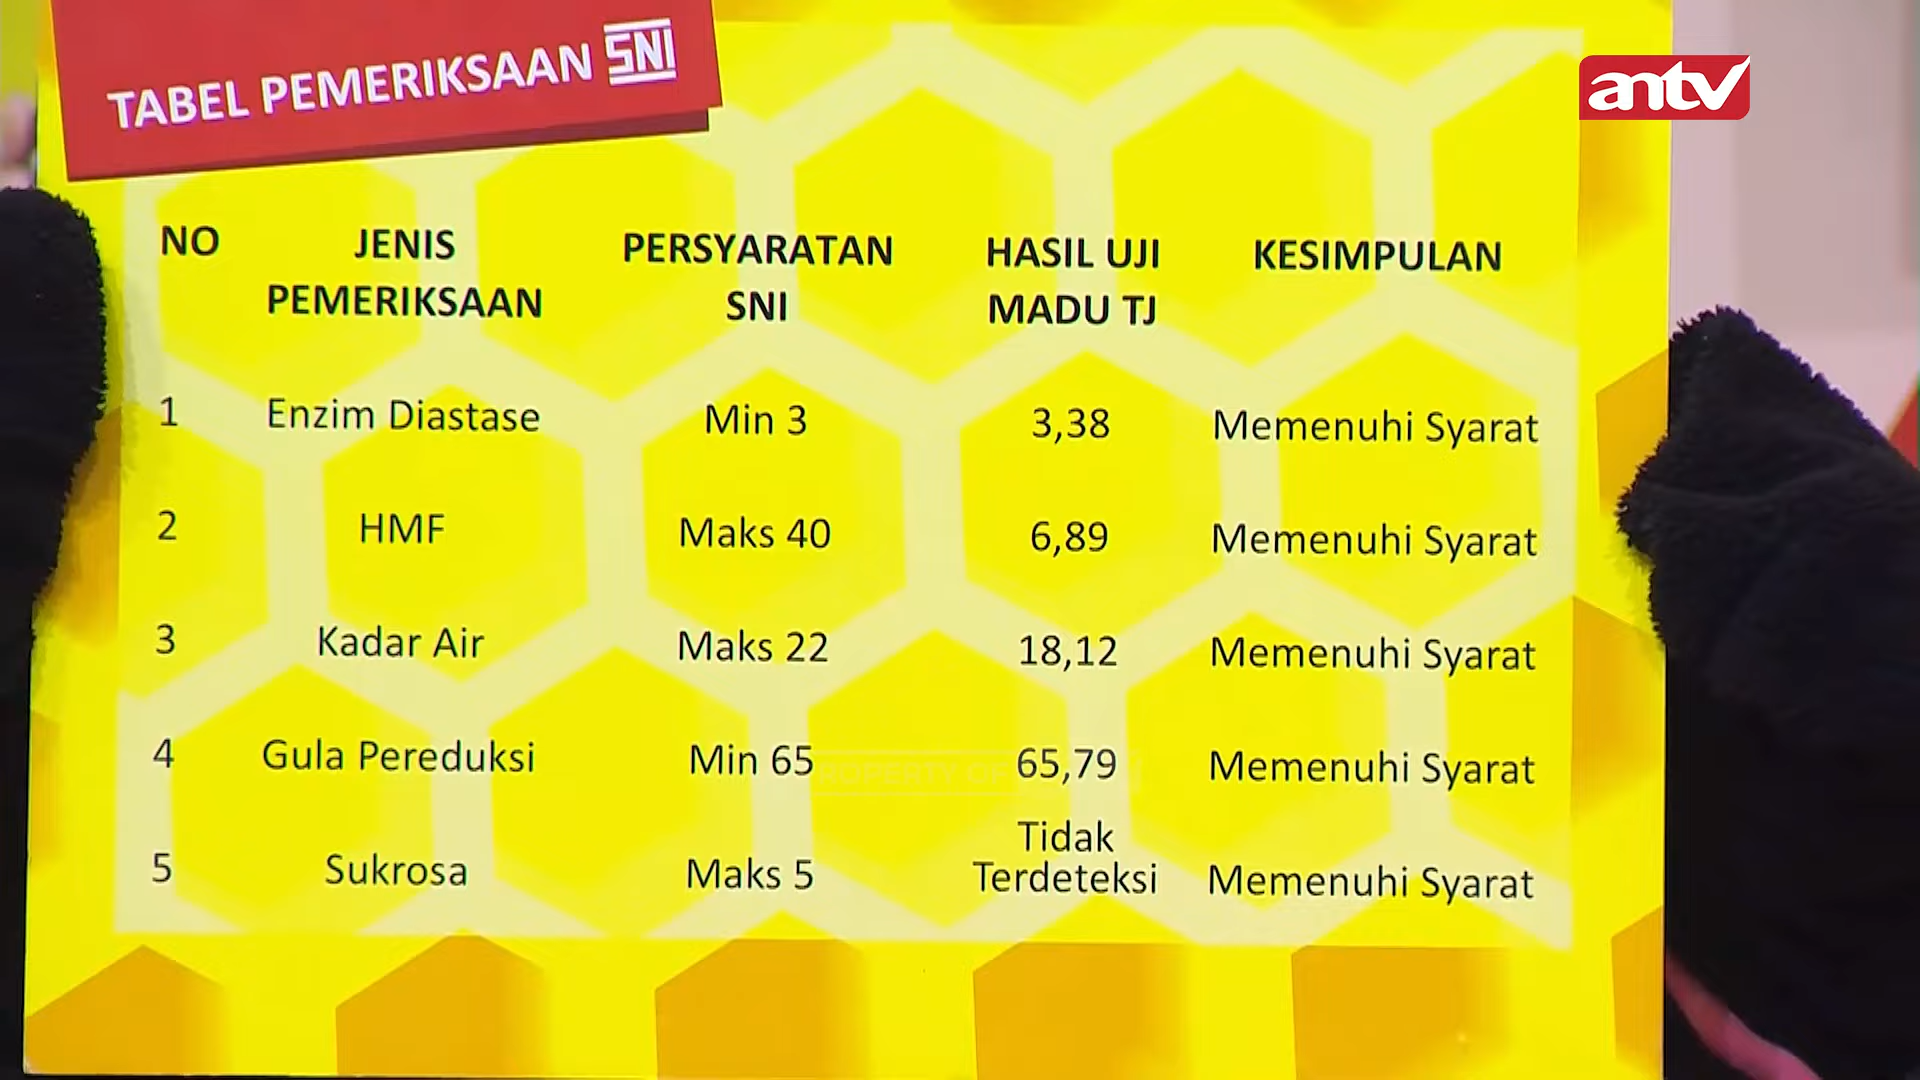 TABEL PEMERIKSAAN SNI
antv
NO JENIS PEMERIKSAAN PERSYARATAN SNI HASIL UJI MADU TJ KESIMPULAN
1 Enzim Diastase Min 3 3,38 Memenuhi Syarat
2 HMF Maks 40 6,89 Memenuhi Syarat
3 Kadar Air Maks 22 18,12 Memenuhi Syarat
4 Gula Pereduksi Min 65 65,79 Memenuhi Syarat
5 Sukrosa Maks 5 Tidak Terdeteksi Memenuhi Syarat